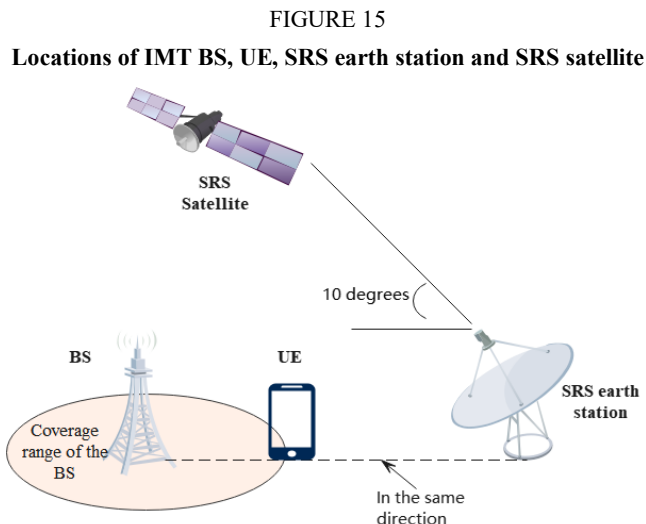 FIGURE 15
Locations of IMT BS, UE, SRS earth station and SRS satellite
SRS
Satellite
10 degrees
BS
UE
SRS earth
station
Coverage
range of the
BS
In the same
direction